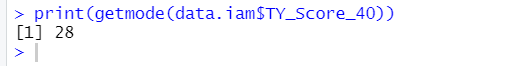 > print(getmode(data.iam$TY_Score_40))
[1] 28
>